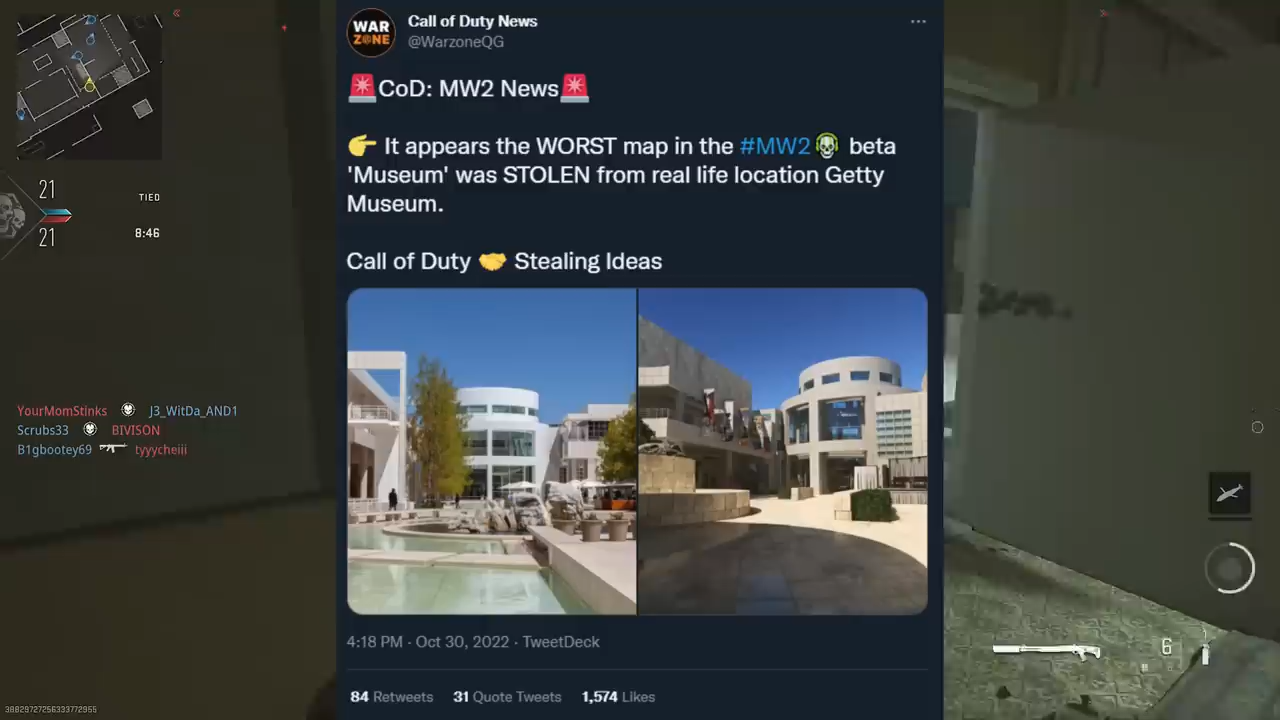 WAR
ZONE
Call of Duty News
@WarzoneQG
🚨CoD: MW2 News🚨
👉 It appears the WORST map in the #MW2 beta
'Museum' was STOLEN from real life location Getty
Museum.
Call of Duty 🤝 Stealing Ideas
4:18 PM · Oct 30, 2022 · TweetDeck
84 Retweets 31 Quote Tweets 1,574 Likes
21
TIED
8:46
21
YourMomStinks J3_WitDa_AND1
Scrubs33 BIVISON
B1gbootey69 tyyycheiii
6